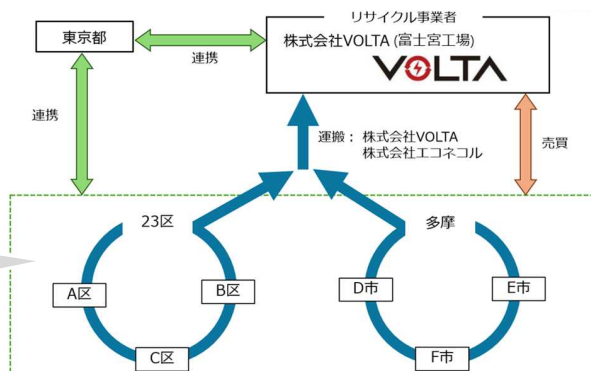 リサイクル事業者
東京都
株式会社VOLTA (富士宮工場)
VOLTA
連携
連携
運搬： 株式会社VOLTA
株式会社エコネコル
売買
23区
多摩
A区
B区
C区
D市
E市
F市